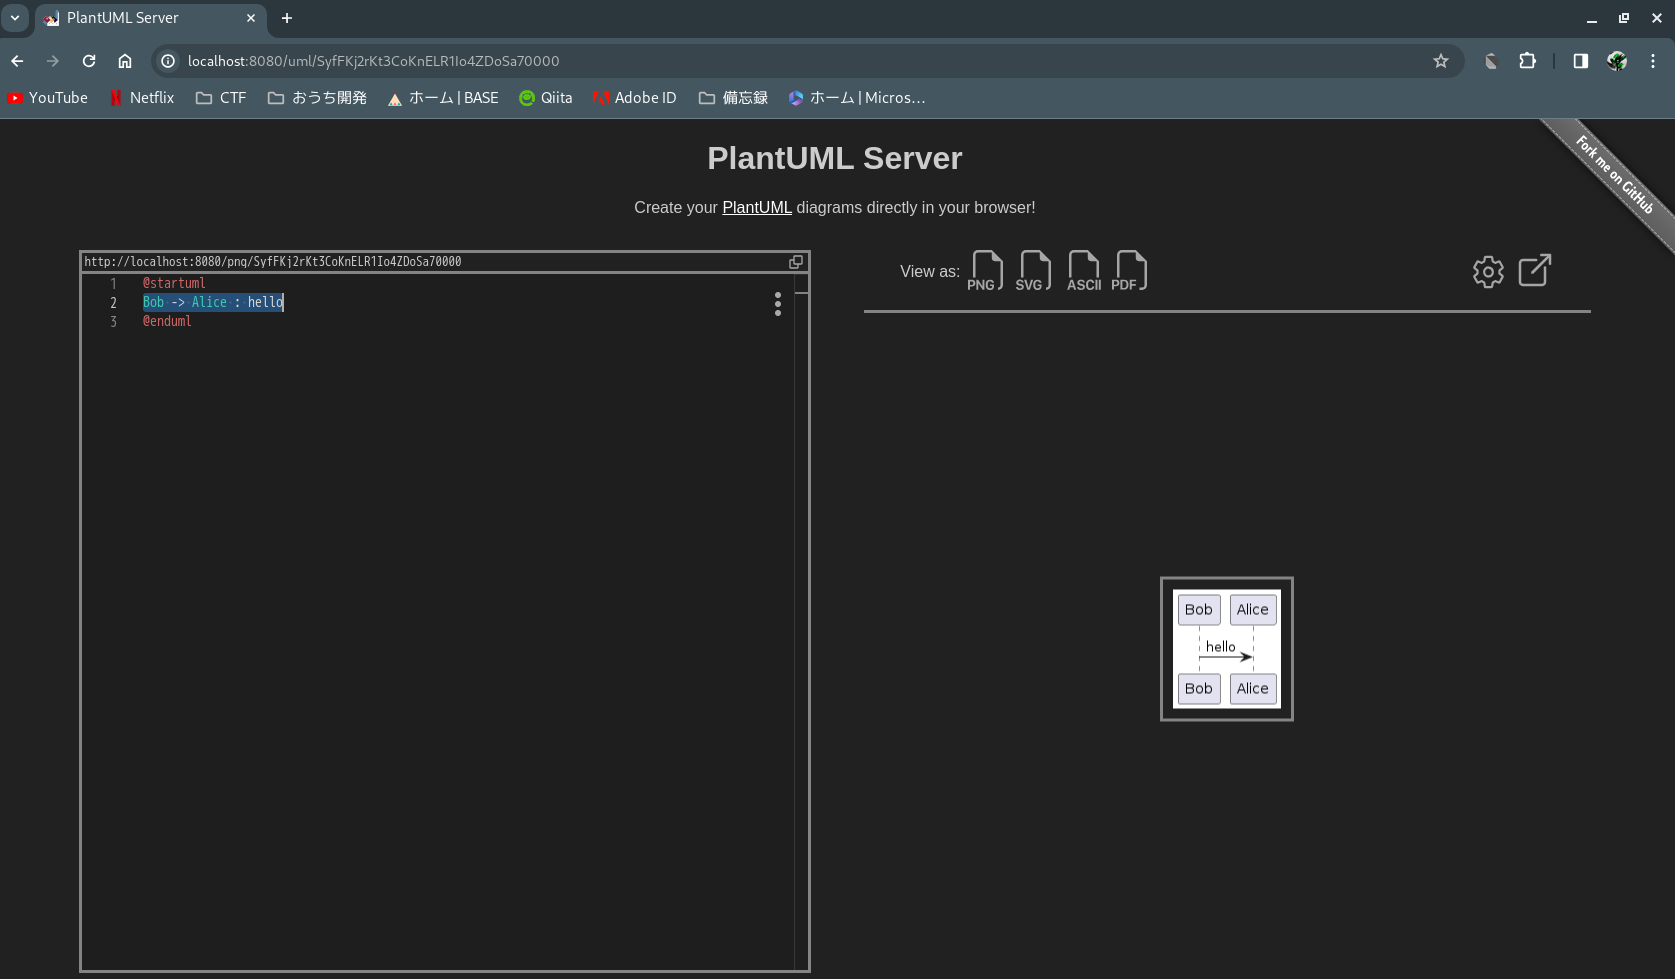 PlantUML Server
localhost:8080/uml/SyfFKj2rKt3CoKnELR1Io4ZDoSa70000
YouTube Netflix CTF おうち開発 ホーム | BASE Qiita Adobe ID 備忘録 ホーム | Micros...
Fork me on GitHub
PlantUML Server
Create your PlantUML diagrams directly in your browser!
http://localhost:8080/png/SyfFKj2rKt3CoKnELR1Io4ZDoSa70000
1 @startuml
2 Bob -> Alice : hello
3 @enduml
View as: PNG SVG ASCII PDF
Bob Alice
hello
Bob Alice